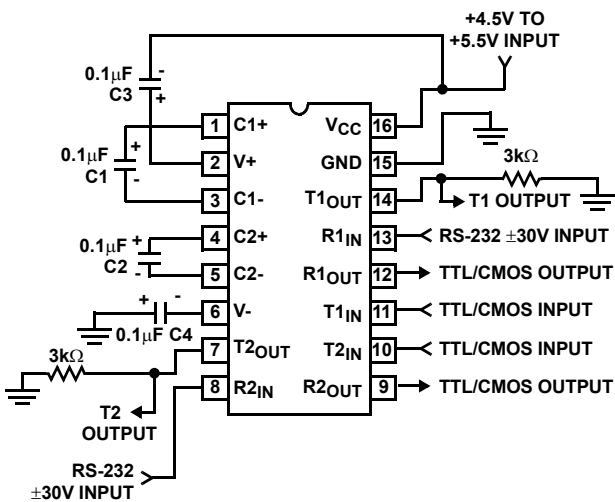 +4.5V TO
+5.5V INPUT
0.1μF
C3
-
+
0.1μF
C1
+
-
0.1μF
C2
+
-
+ -
0.1μF C4
3kΩ
T2
OUTPUT
RS-232
±30V INPUT
1 C1+
2 V+
3 C1-
4 C2+
5 C2-
6 V-
7 T2OUT
8 R2IN
VCC 16
GND 15
T1OUT 14
R1IN 13
R1OUT 12
T1IN 11
T2IN 10
R2OUT 9
3kΩ
T1 OUTPUT
RS-232 ±30V INPUT
TTL/CMOS OUTPUT
TTL/CMOS INPUT
TTL/CMOS INPUT
TTL/CMOS OUTPUT